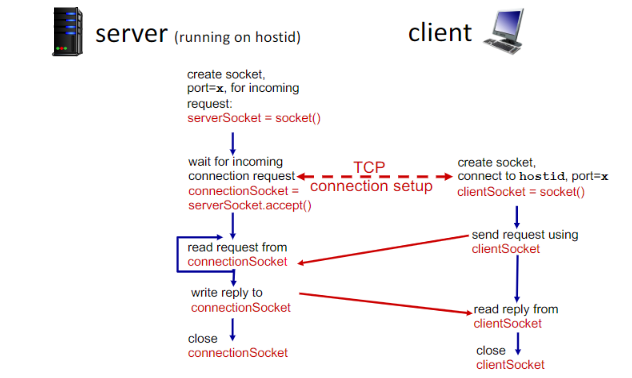 server (running on hostid)
client
create socket,
port=x, for incoming
request:
serverSocket = socket()
wait for incoming
connection request
connectionSocket =
serverSocket.accept()
TCP
connection setup
create socket,
connect to hostid, port=x
clientSocket = socket()
read request from
connectionSocket
send request using
clientSocket
write reply to
connectionSocket
read reply from
clientSocket
close
connectionSocket
close
clientSocket